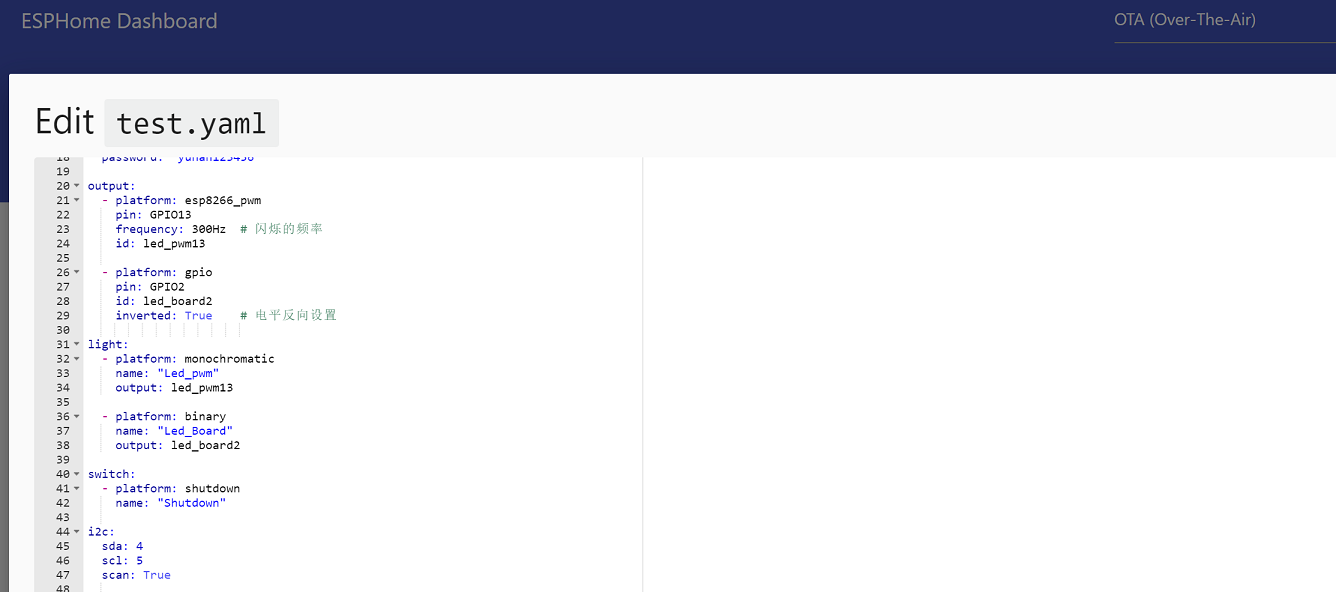 ESPHome Dashboard
OTA (Over-The-Air)
Edit test.yaml
18
19
20 output:
21 - platform: esp8266_pwm
22 pin: GPIO13
23 frequency: 300Hz # 闪烁的频率
24 id: led_pwm13
25
26 - platform: gpio
27 pin: GPIO2
28 id: led_board2
29 inverted: True # 电平反向设置
30
31 light:
32 - platform: monochromatic
33 name: "Led_pwm"
34 output: led_pwm13
35
36 - platform: binary
37 name: "Led_Board"
38 output: led_board2
39
40 switch:
41 - platform: shutdown
42 name: "Shutdown"
43
44 i2c:
45 sda: 4
46 scl: 5
47 scan: True
48